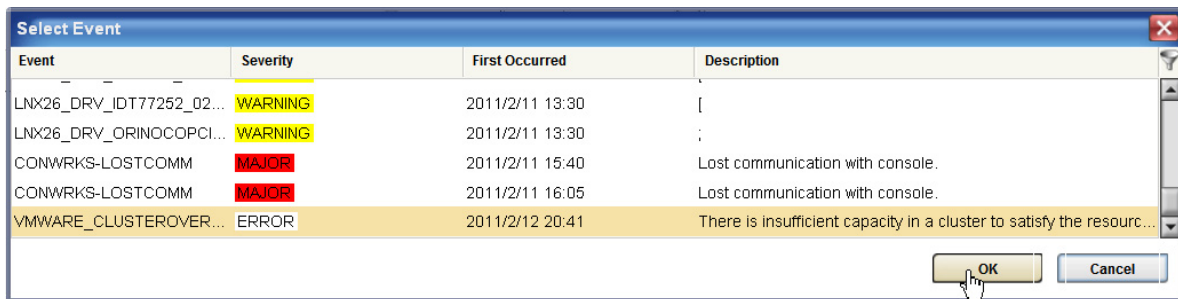 Select Event
Event Severity First Occurred Description
LNX26_DRV_IDT77252_02... WARNING 2011/2/11 13:30 [
LNX26_DRV_ORINOCOPCI... WARNING 2011/2/11 13:30 ;
CONWRKS-LOSTCOMM MAJOR 2011/2/11 15:40 Lost communication with console.
CONWRKS-LOSTCOMM MAJOR 2011/2/11 16:05 Lost communication with console.
VMWARE_CLUSTEROVER... ERROR 2011/2/12 20:41 There is insufficient capacity in a cluster to satisfy the resourc...
OK Cancel